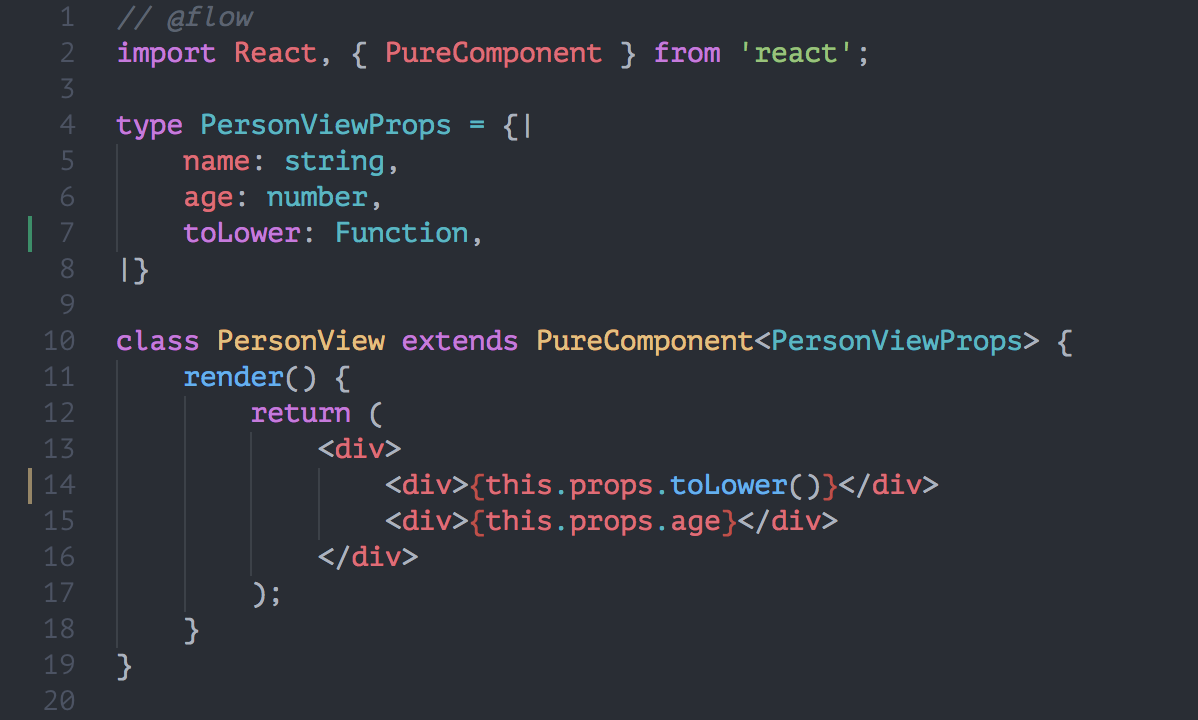 1 // @flow
2 import React, { PureComponent } from 'react';
3
4 type PersonViewProps = {|
5     name: string,
6     age: number,
7     toLower: Function,
8 |}
9
10 class PersonView extends PureComponent<PersonViewProps> {
11     render() {
12         return (
13             <div>
14                 <div>{this.props.toLower()}</div>
15                 <div>{this.props.age}</div>
16             </div>
17         );
18     }
19 }
20